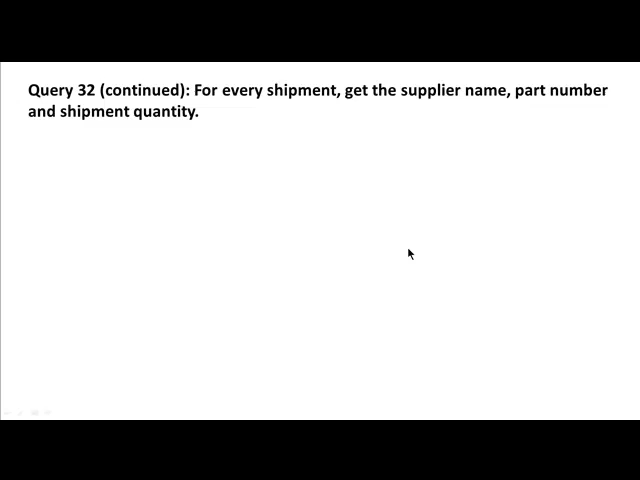 Query 32 (continued): For every shipment, get the supplier name, part number
and shipment quantity.